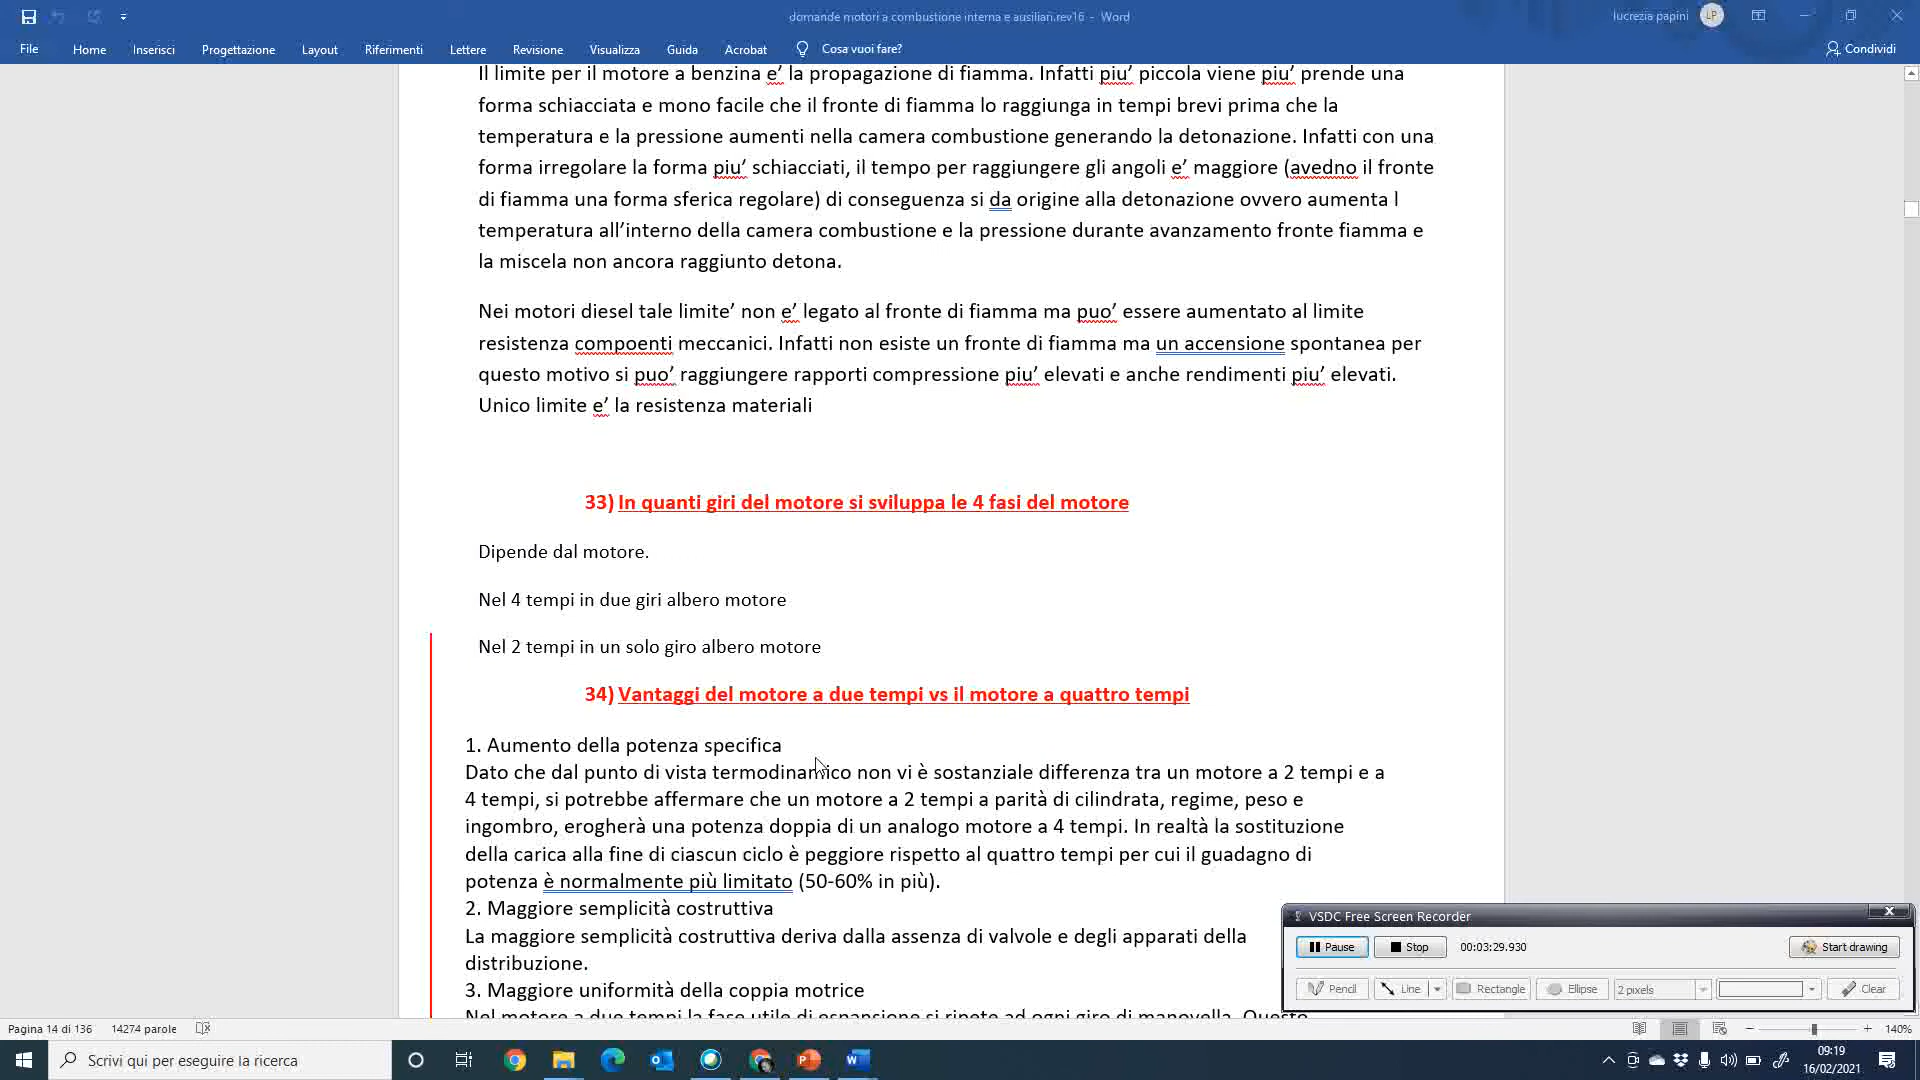 domande motori a combustione interna e ausiliari.rev16 - Word
lucrezia papini
LP
File
Home
Inserisci
Progettazione
Layout
Riferimenti
Lettere
Revisione
Visualizza
Guida
Acrobat
Cosa vuoi fare?
Condividi
Il limite per il motore a benzina e’ la propagazione di fiamma. Infatti piu’ piccola viene piu’ prende una
forma schiacciata e mono facile che il fronte di fiamma lo raggiunga in tempi brevi prima che la
temperatura e la pressione aumenti nella camera combustione generando la detonazione. Infatti con una
forma irregolare la forma piu’ schiacciati, il tempo per raggiungere gli angoli e’ maggiore (avedno il fronte
di fiamma una forma sferica regolare) di conseguenza si da origine alla detonazione ovvero aumenta l
temperatura all’interno della camera combustione e la pressione durante avanzamento fronte fiamma e
la miscela non ancora raggiunto detona.
Nei motori diesel tale limite’ non e’ legato al fronte di fiamma ma puo’ essere aumentato al limite
resistenza compoenti meccanici. Infatti non esiste un fronte di fiamma ma un accensione spontanea per
questo motivo si puo’ raggiungere rapporti compressione piu’ elevati e anche rendimenti piu’ elevati.
Unico limite e’ la resistenza materiali
33) In quanti giri del motore si sviluppa le 4 fasi del motore
Dipende dal motore.
Nel 4 tempi in due giri albero motore
Nel 2 tempi in un solo giro albero motore
34) Vantaggi del motore a due tempi vs il motore a quattro tempi
1. Aumento della potenza specifica
Dato che dal punto di vista termodinamico non vi è sostanziale differenza tra un motore a 2 tempi e a
4 tempi, si potrebbe affermare che un motore a 2 tempi a parità di cilindrata, regime, peso e
ingombro, erogherà una potenza doppia di un analogo motore a 4 tempi. In realtà la sostituzione
della carica alla fine di ciascun ciclo è peggiore rispetto al quattro tempi per cui il guadagno di
potenza è normalmente più limitato (50-60% in più).
2. Maggiore semplicità costruttiva
La maggiore semplicità costruttiva deriva dalla assenza di valvole e degli apparati della
distribuzione.
3. Maggiore uniformità della coppia motrice
Nel motore a due tempi la fase utile di espansione si ripete ad ogni giro di manovella. Questo
VSDC Free Screen Recorder
Pause
Stop
00:03:29.930
Start drawing
Pencil
Line
Rectangle
Ellipse
2 pixels
Clear
Pagina 14 di 136
14274 parole
140%
Scrivi qui per eseguire la ricerca
09:19
16/02/2021